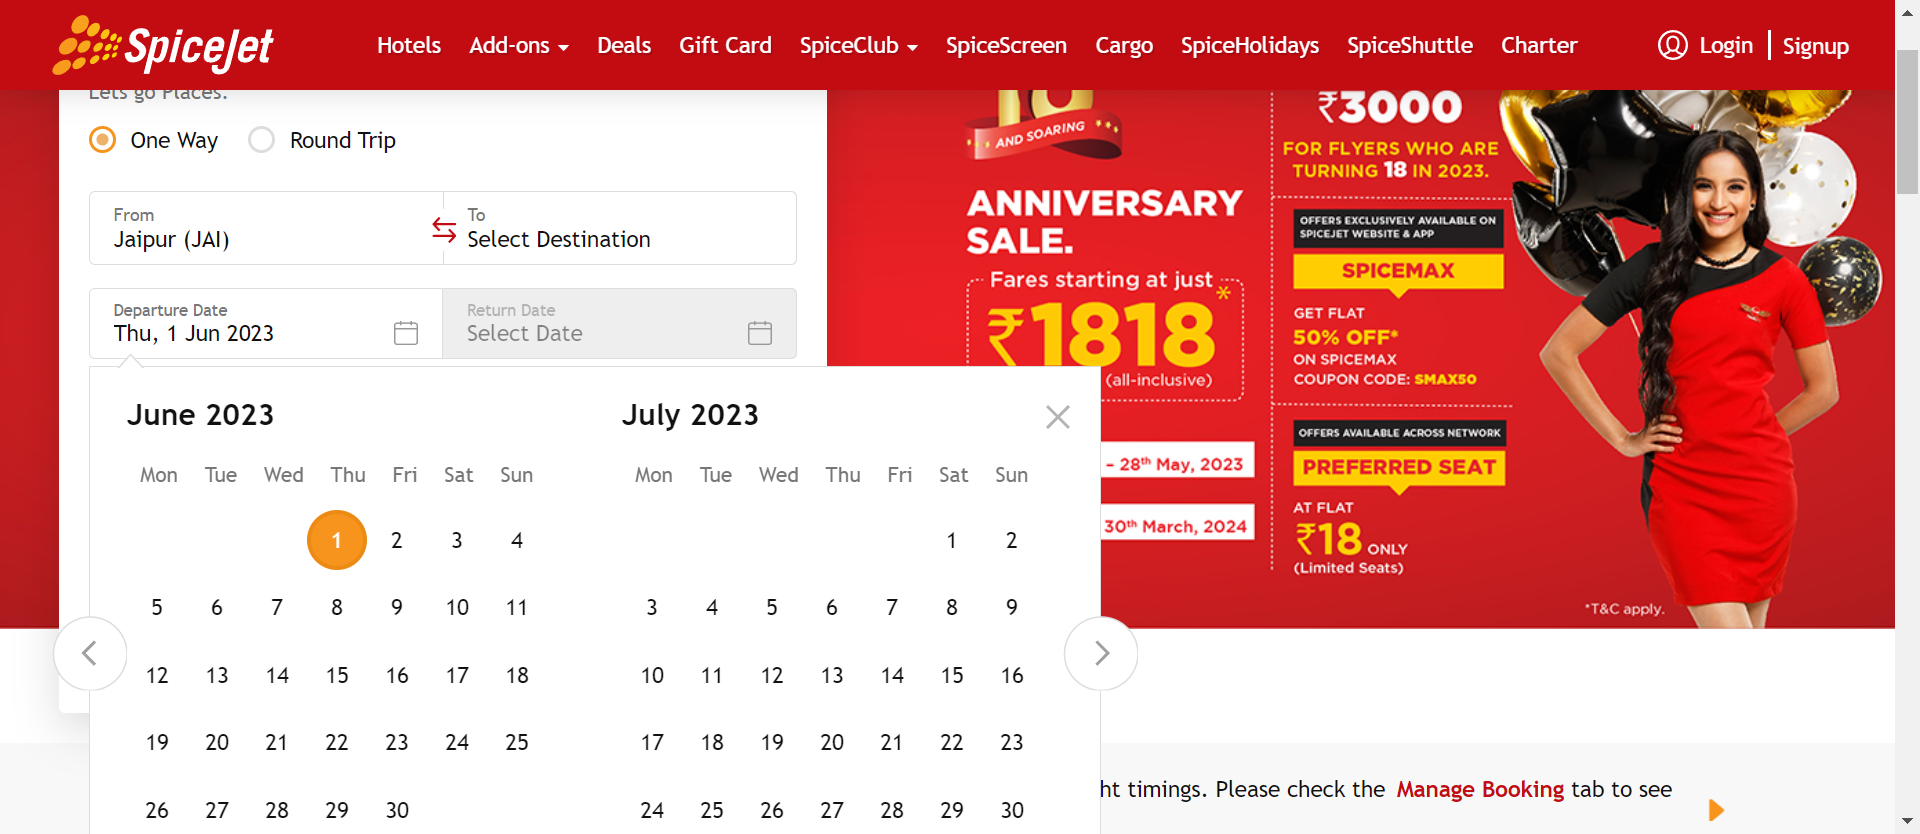 SpiceJet
Hotels Add-ons Deals Gift Card SpiceClub SpiceScreen Cargo SpiceHolidays SpiceShuttle Charter Login Signup
Lets go Places.
One Way Round Trip
From
Jaipur (JAI)
To
Select Destination
Departure Date
Thu, 1 Jun 2023
Return Date
Select Date
June 2023
Mon Tue Wed Thu Fri Sat Sun
1 2 3 4
5 6 7 8 9 10 11
12 13 14 15 16 17 18
19 20 21 22 23 24 25
26 27 28 29 30
July 2023
Mon Tue Wed Thu Fri Sat Sun
1 2
3 4 5 6 7 8 9
10 11 12 13 14 15 16
17 18 19 20 21 22 23
24 25 26 27 28 29 30
AND SOARING
ANNIVERSARY
SALE.
Fares starting at just
₹1818*
(all-inclusive)
– 28th May, 2023
30th March, 2024
₹3000
FOR FLYERS WHO ARE
TURNING 18 IN 2023.
OFFERS EXCLUSIVELY AVAILABLE ON
SPICEJET WEBSITE & APP
SPICEMAX
GET FLAT
50% OFF*
ON SPICEMAX
COUPON CODE: SMAX50
OFFERS AVAILABLE ACROSS NETWORK
PREFERRED SEAT
AT FLAT
₹18 ONLY
(Limited Seats)
*T&C apply.
ht timings. Please check the Manage Booking tab to see